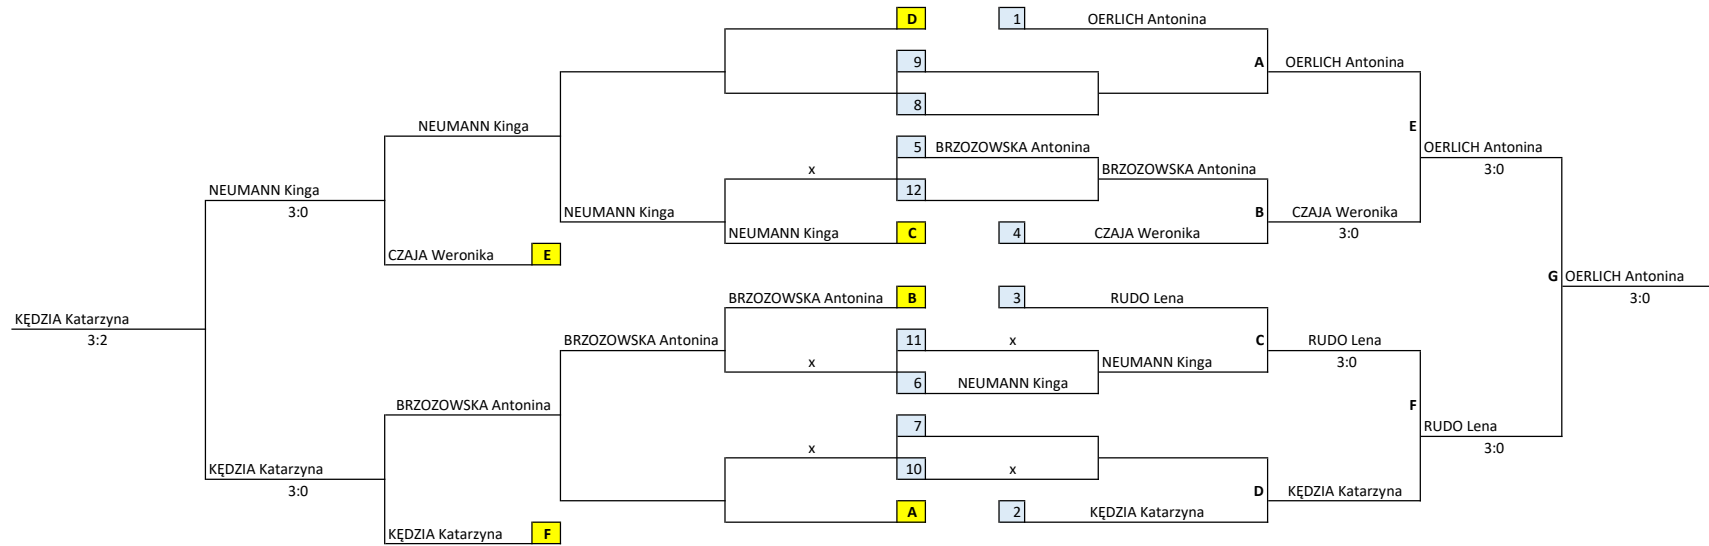 D 1 OERLICH Antonina
9 A OERLICH Antonina
8
NEUMANN Kinga E
5 BRZOZOWSKA Antonina OERLICH Antonina
x BRZOZOWSKA Antonina 3:0
NEUMANN Kinga 12
3:0 NEUMANN Kinga B CZAJA Weronika
NEUMANN Kinga C 4 CZAJA Weronika 3:0
CZAJA Weronika E
G OERLICH Antonina
BRZOZOWSKA Antonina B 3 RUDO Lena 3:0
KĘDZIA Katarzyna
3:2 BRZOZOWSKA Antonina 11 x C RUDO Lena
x NEUMANN Kinga 3:0
6 NEUMANN Kinga
BRZOZOWSKA Antonina F
7 RUDO Lena
x 3:0
KĘDZIA Katarzyna 10 x
3:0 D KĘDZIA Katarzyna
A 2 KĘDZIA Katarzyna
KĘDZIA Katarzyna F